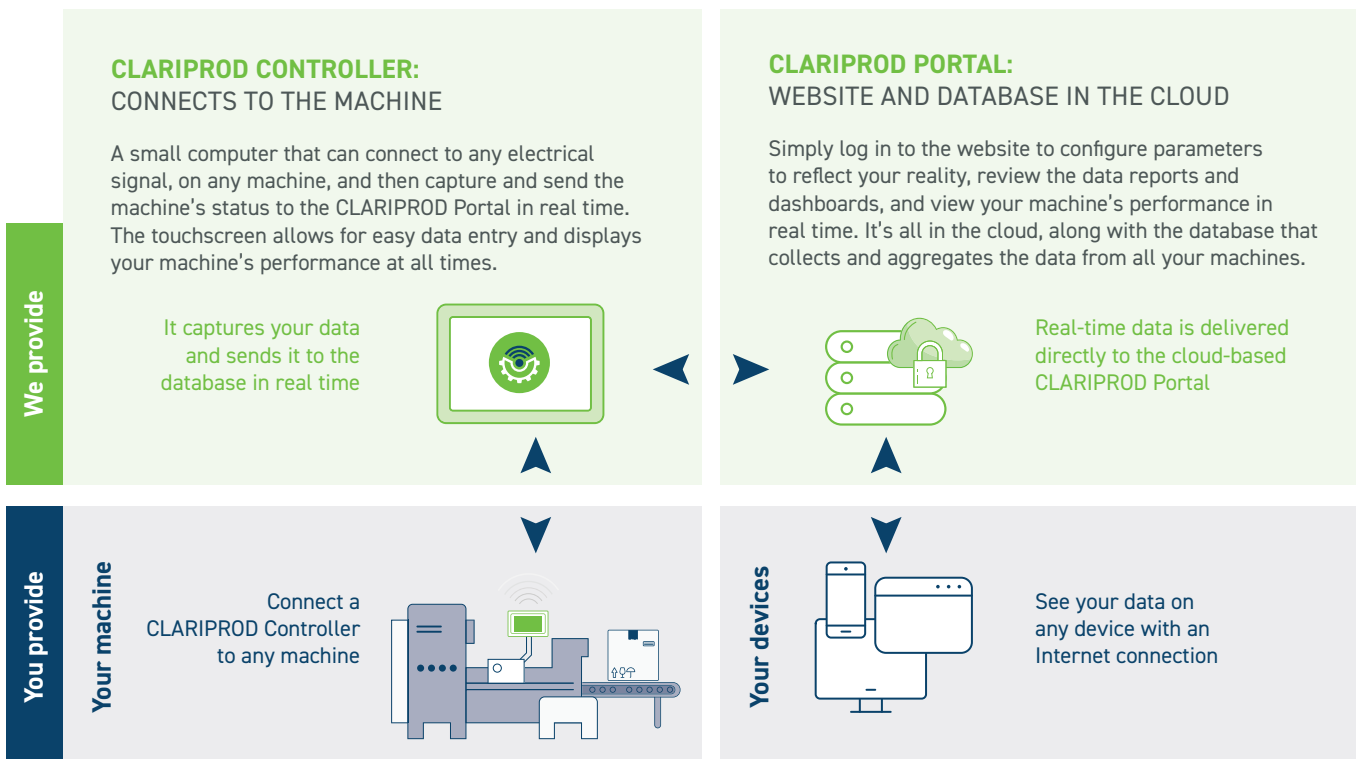 CLARIPROD CONTROLLER:
CONNECTS TO THE MACHINE
A small computer that can connect to any electrical
signal, on any machine, and then capture and send the
machine's status to the CLARIPROD Portal in real time.
The touchscreen allows for easy data entry and displays
your machine's performance at all times.
It captures your data
and sends it to the
database in real time
CLARIPROD PORTAL:
WEBSITE AND DATABASE IN THE CLOUD
Simply log in to the website to configure parameters
to reflect your reality, review the data reports and
dashboards, and view your machine's performance in
real time. It's all in the cloud, along with the database that
collects and aggregates the data from all your machines.
Real-time data is delivered
directly to the cloud-based
CLARIPROD Portal
We provide
You provide
Your machine
Connect a
CLARIPROD Controller
to any machine
Your devices
See your data on
any device with an
Internet connection